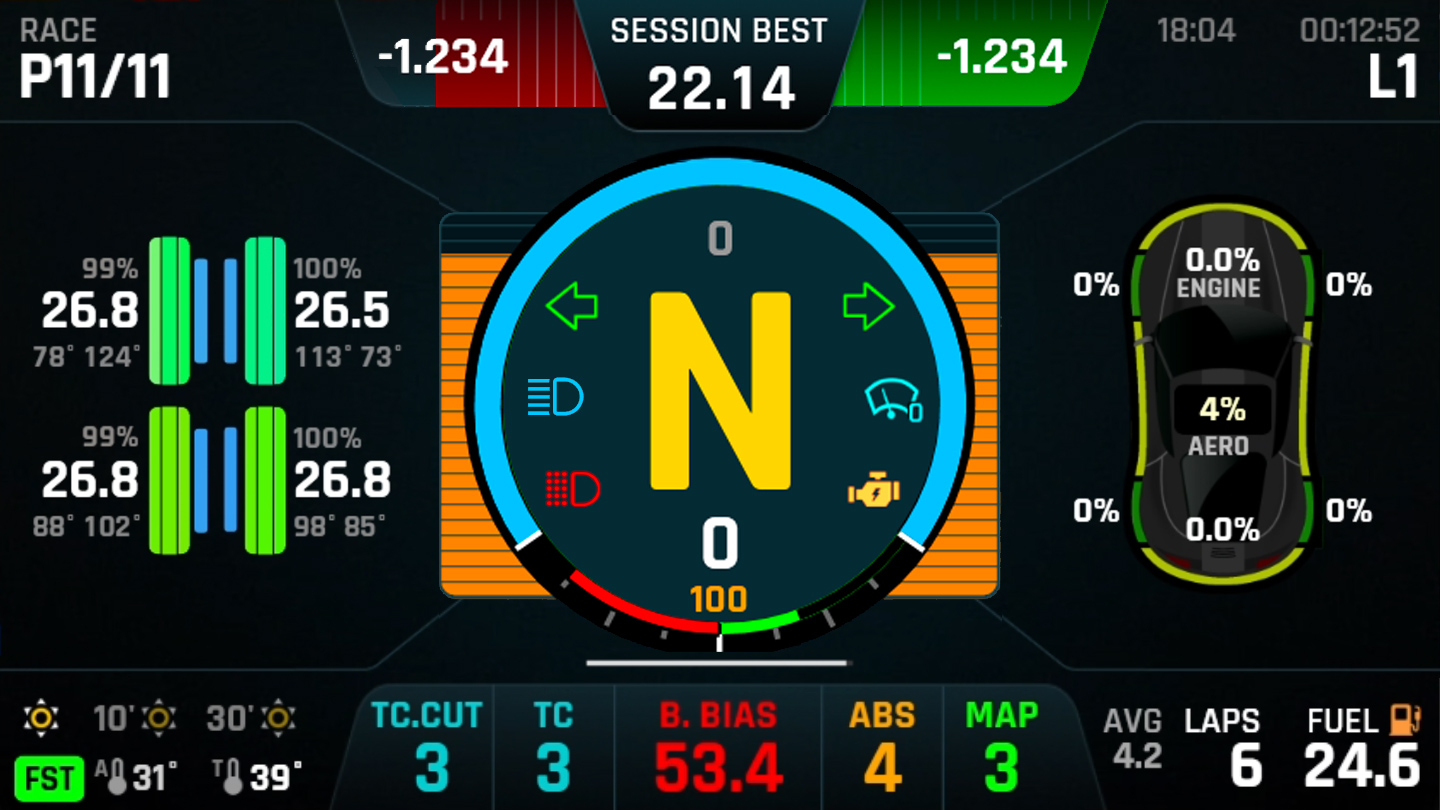 RACE
P11/11
-1.234
SESSION BEST
22.14
-1.234
18:04
00:12:52
L1
99%
26.8
78° 124°
100%
26.5
113° 73°
99%
26.8
88° 102°
100%
26.8
98° 85°
0
N
0
0
100
0%
0.0%
ENGINE
0%
4%
AERO
0%
0.0%
0%
10'
30'
FST
A
31°
T
39°
TC.CUT
3
TC
3
B. BIAS
53.4
ABS
4
MAP
3
AVG
4.2
LAPS
6
FUEL
24.6